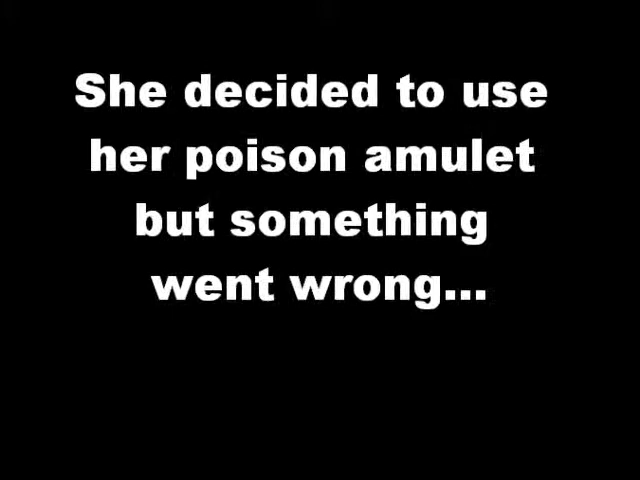 She decided to use
her poison amulet
but something
went wrong...